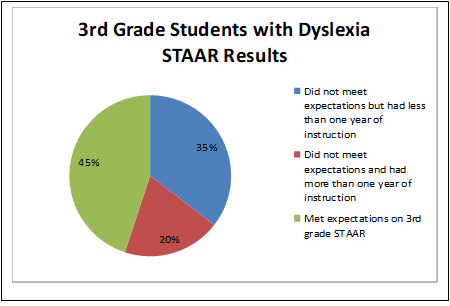 3rd Grade Students with Dyslexia
STAAR Results
35%
20%
45%
Did not meet
expectations but had less
than one year of
instruction
Did not meet
expectations and had
more than one year of
instruction
Met expectations on 3rd
grade STAAR